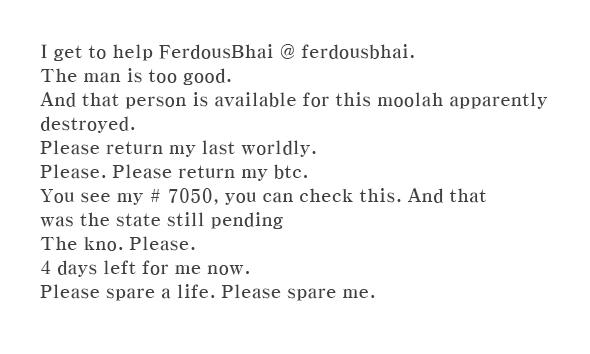 I get to help FerdousBhai @ ferdousbhai.
The man is too good.
And that person is available for this moolah apparently
destroyed.
Please return my last worldly.
Please. Please return my btc.
You see my # 7050, you can check this. And that
was the state still pending
The kno. Please.
4 days left for me now.
Please spare a life. Please spare me.